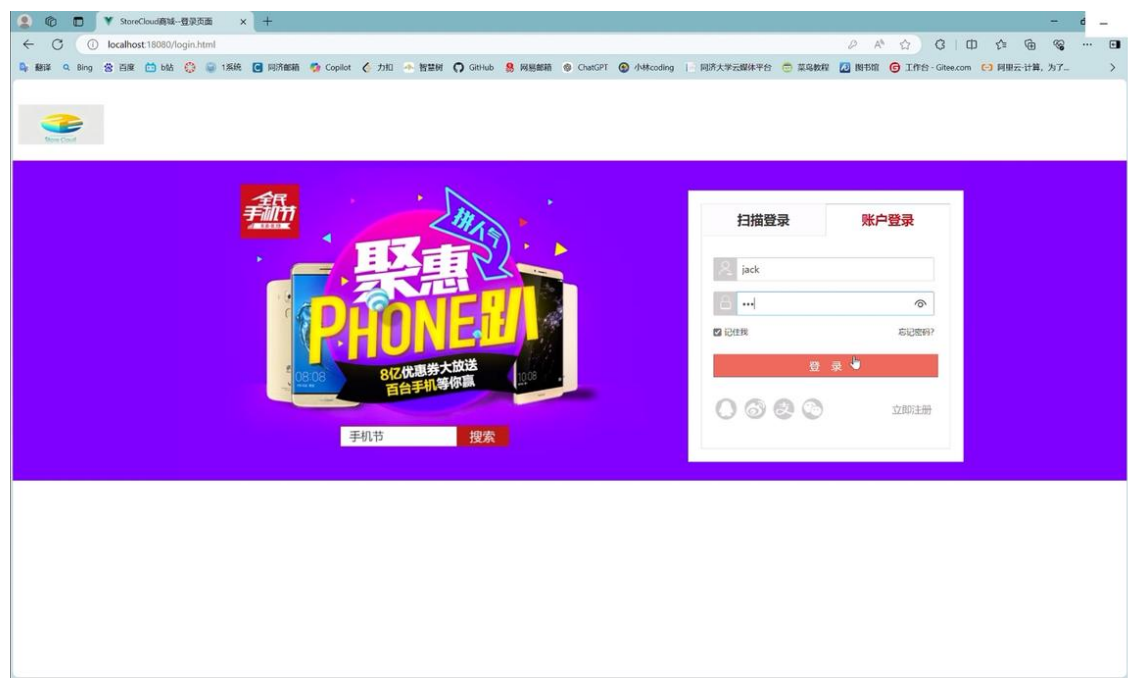 StoreCloud商城--登录页面
localhost:18080/login.html
翻译 Bing 百度 b站 1系统 同济邮箱 Copilot 力扣 智慧树 GitHub 网易邮箱 ChatGPT 小林coding 同济大学云媒体平台 菜鸟教程 图书馆 工作台 - Gitee.com 阿里云-计算，为了...
Store Cloud
全民
手机节
拼人气
聚惠
PHONE趴
08:08
10:08
8亿优惠券大放送
百台手机等你赢
手机节 搜索
扫描登录 账户登录
jack
•••
记住我 忘记密码?
登 录
立即注册